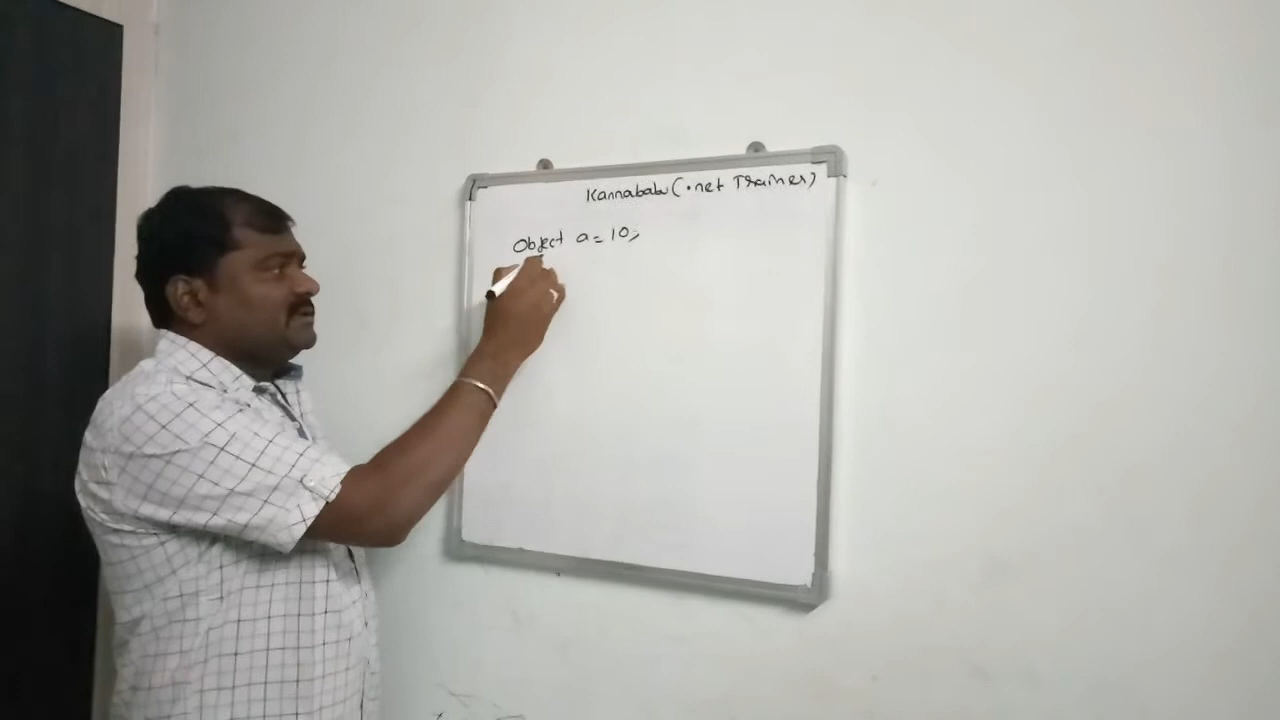 Kannababu (.net Trainer)
Object a = 10;